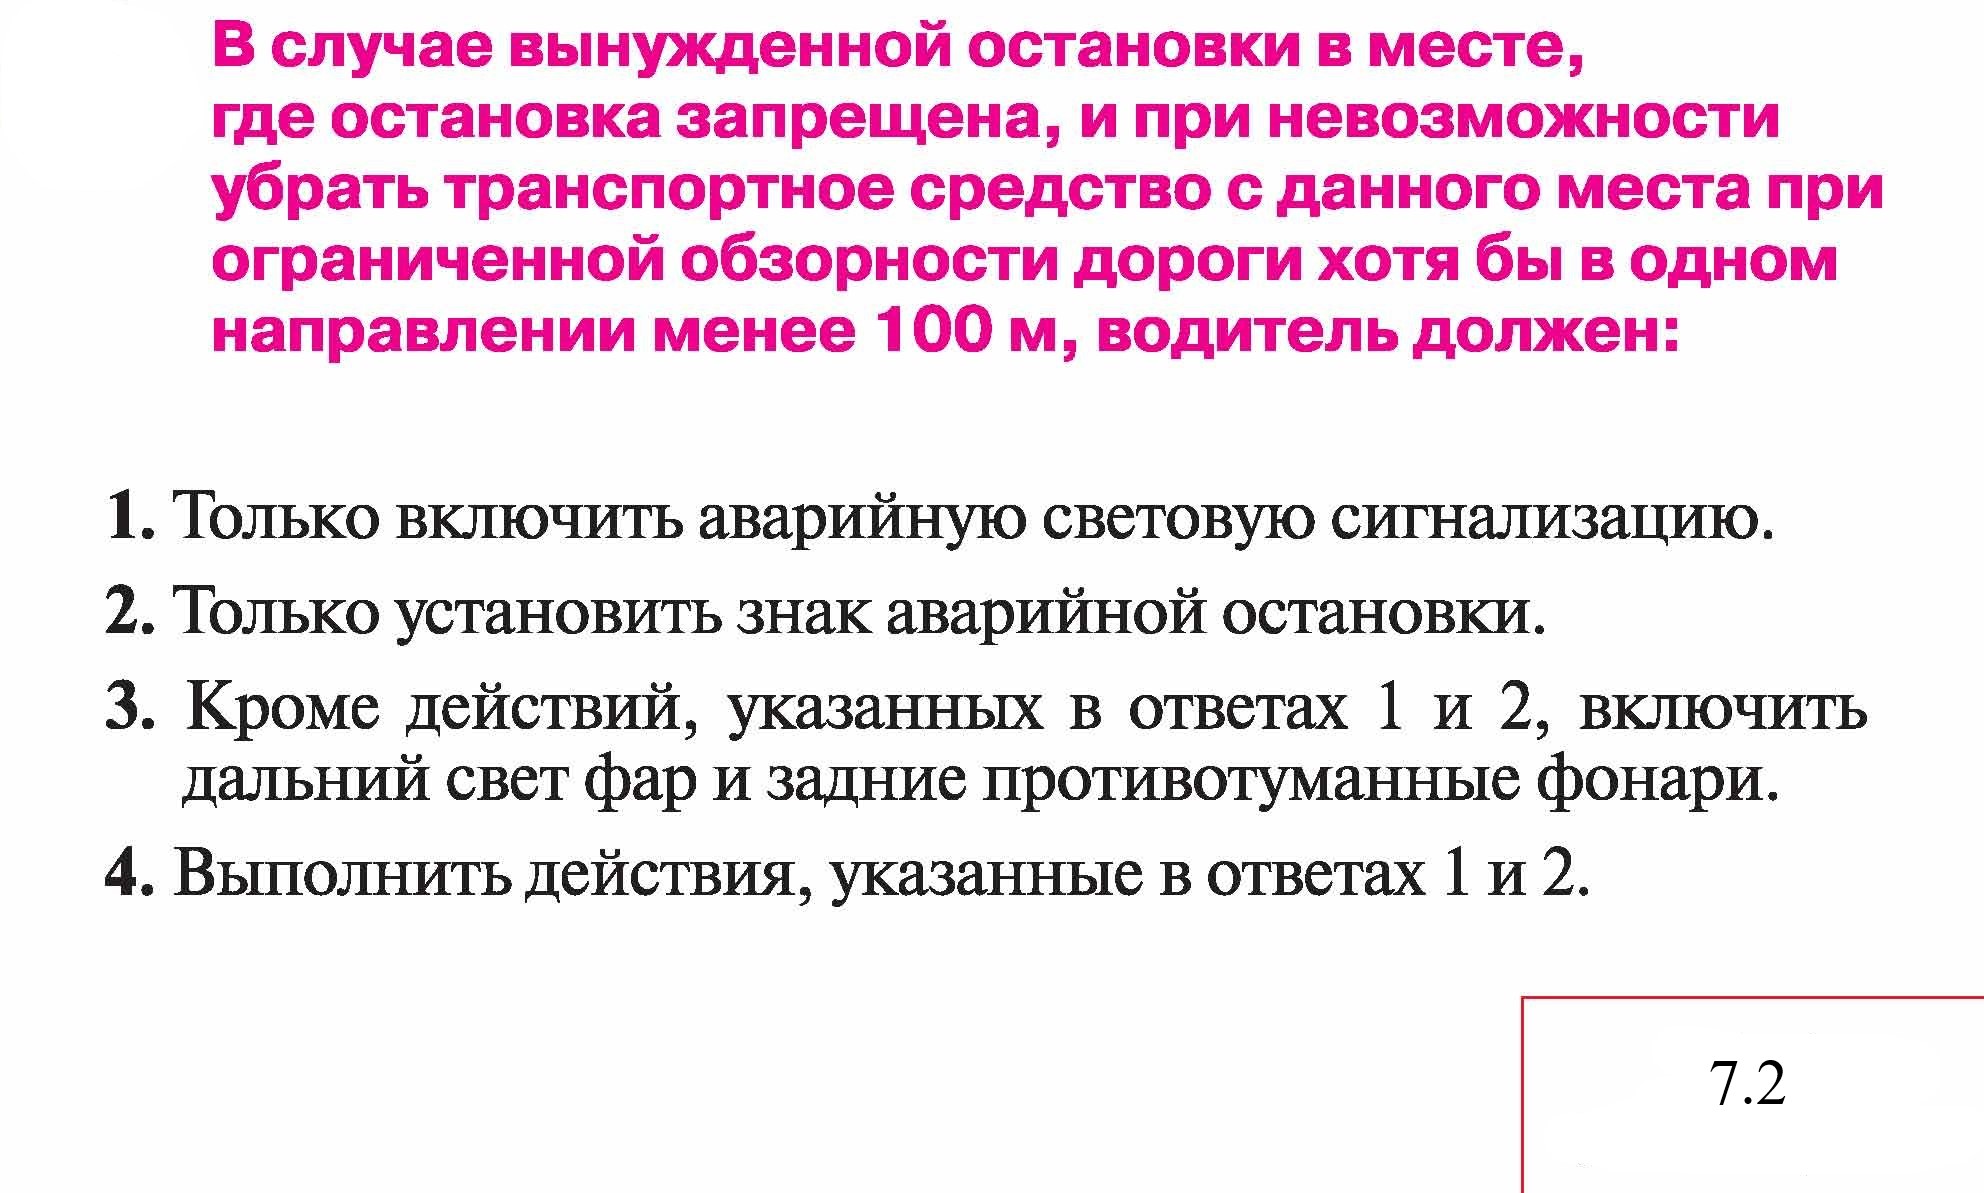 В случае вынужденной остановки в месте,
где остановка запрещена, и при невозможности
убрать транспортное средство с данного места при
ограниченной обзорности дороги хотя бы в одном
направлении менее 100 м, водитель должен:
1. Только включить аварийную световую сигнализацию.
2. Только установить знак аварийной остановки.
3. Кроме действий, указанных в ответах 1 и 2, включить
дальний свет фар и задние противотуманные фонари.
4. Выполнить действия, указанные в ответах 1 и 2.
7.2